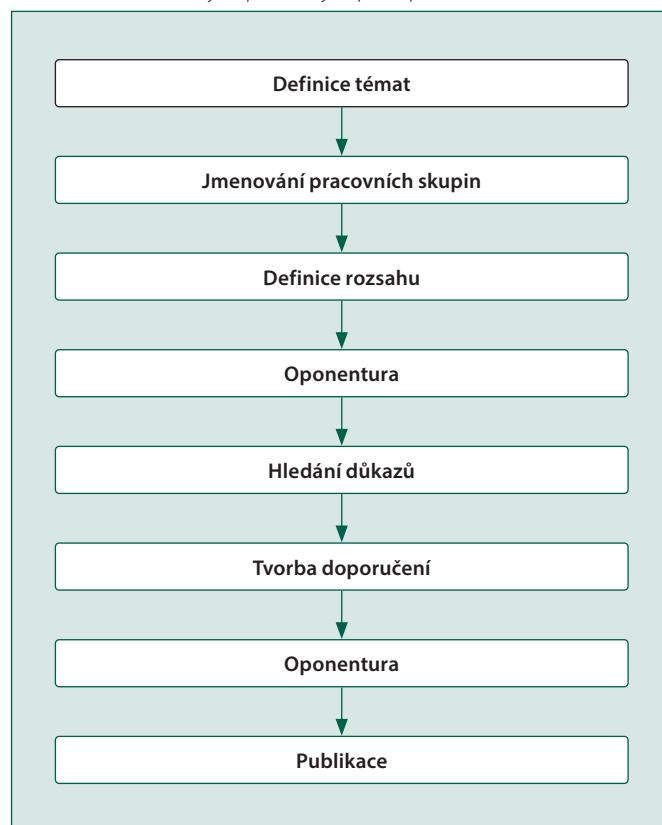 Definice témat
Jmenování pracovních skupin
Definice rozsahu
Oponentura
Hledání důkazů
Tvorba doporučení
Oponentura
Publikace